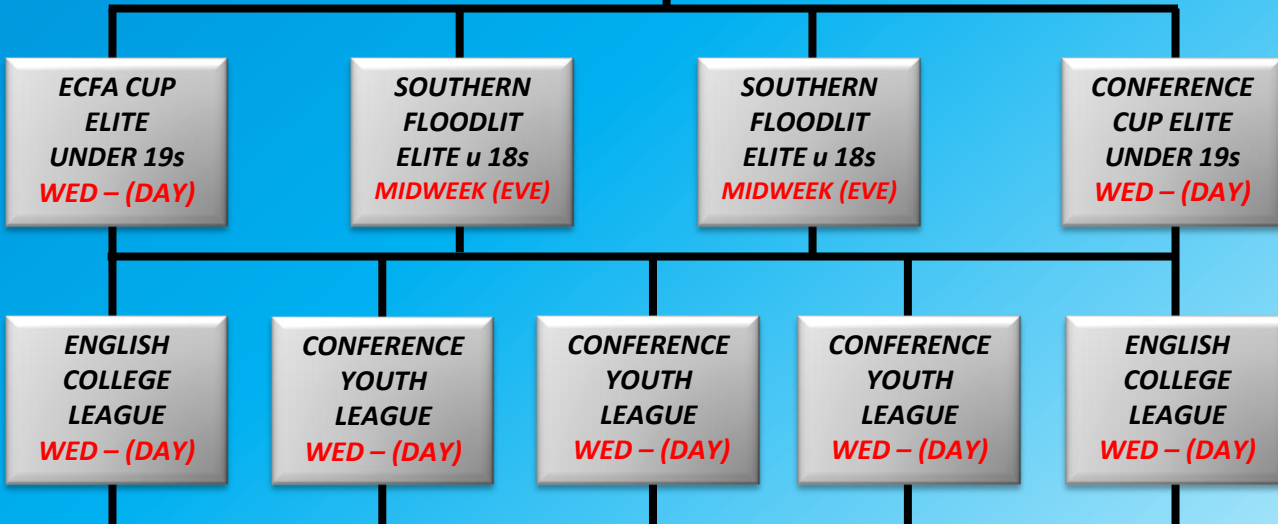 ECFA CUP
ELITE
UNDER 19s
WED – (DAY)
SOUTHERN
FLOODLIT
ELITE u 18s
MIDWEEK (EVE)
SOUTHERN
FLOODLIT
ELITE u 18s
MIDWEEK (EVE)
CONFERENCE
CUP ELITE
UNDER 19s
WED – (DAY)
ENGLISH
COLLEGE
LEAGUE
WED – (DAY)
CONFERENCE
YOUTH
LEAGUE
WED – (DAY)
CONFERENCE
YOUTH
LEAGUE
WED – (DAY)
CONFERENCE
YOUTH
LEAGUE
WED – (DAY)
ENGLISH
COLLEGE
LEAGUE
WED – (DAY)